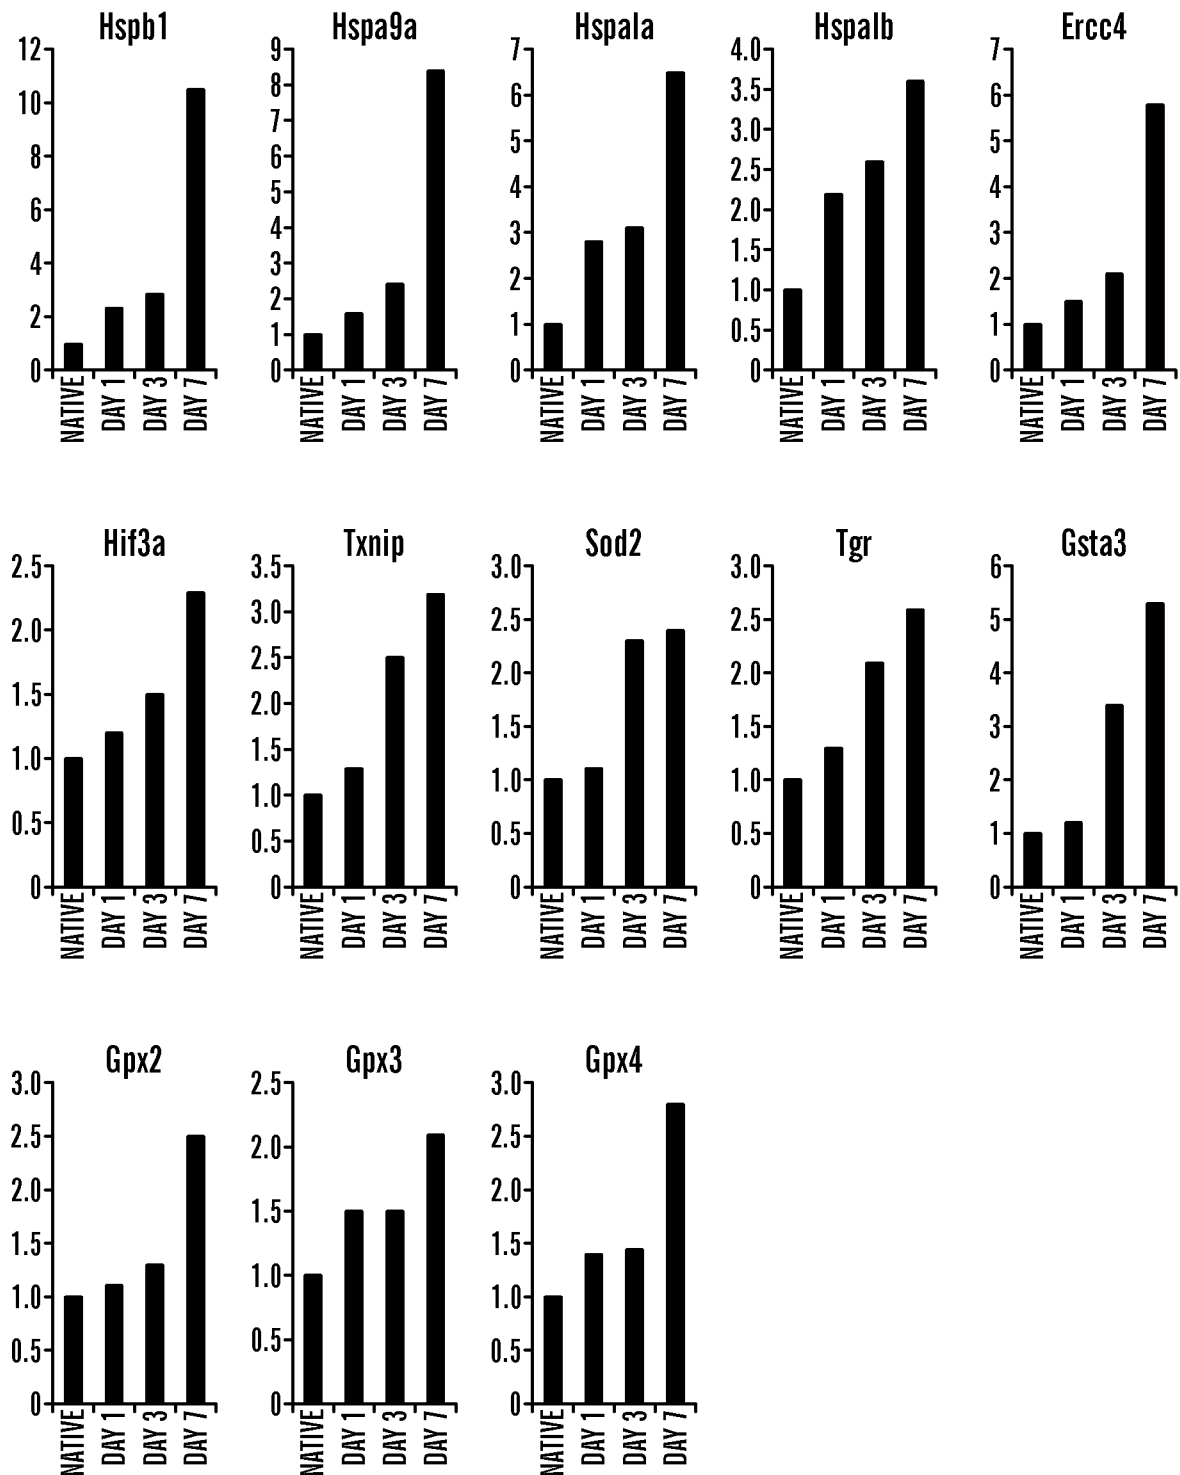 Hspb1
12
10
8
6
4
2
0
NATIVE
DAY 1
DAY 3
DAY 7
Hspa9a
9
8
7
6
5
4
3
2
1
0
NATIVE
DAY 1
DAY 3
DAY 7
Hspala
7
6
5
4
3
2
1
0
NATIVE
DAY 1
DAY 3
DAY 7
Hspalb
4.0
3.5
3.0
2.5
2.0
1.5
1.0
0.5
0
NATIVE
DAY 1
DAY 3
DAY 7
Ercc4
7
6
5
4
3
2
1
0
NATIVE
DAY 1
DAY 3
DAY 7
Hif3a
2.5
2.0
1.5
1.0
0.5
0
NATIVE
DAY 1
DAY 3
DAY 7
Txnip
3.5
3.0
2.5
2.0
1.5
1.0
0.5
0
NATIVE
DAY 1
DAY 3
DAY 7
Sod2
3.0
2.5
2.0
1.5
1.0
0.5
0
NATIVE
DAY 1
DAY 3
DAY 7
Tgr
3.0
2.5
2.0
1.5
1.0
0.5
0
NATIVE
DAY 1
DAY 3
DAY 7
Gsta3
6
5
4
3
2
1
0
NATIVE
DAY 1
DAY 3
DAY 7
Gpx2
3.0
2.5
2.0
1.5
1.0
0.5
0
NATIVE
DAY 1
DAY 3
DAY 7
Gpx3
2.5
2.0
1.5
1.0
0.5
0
NATIVE
DAY 1
DAY 3
DAY 7
Gpx4
3.0
2.5
2.0
1.5
1.0
0.5
0
NATIVE
DAY 1
DAY 3
DAY 7